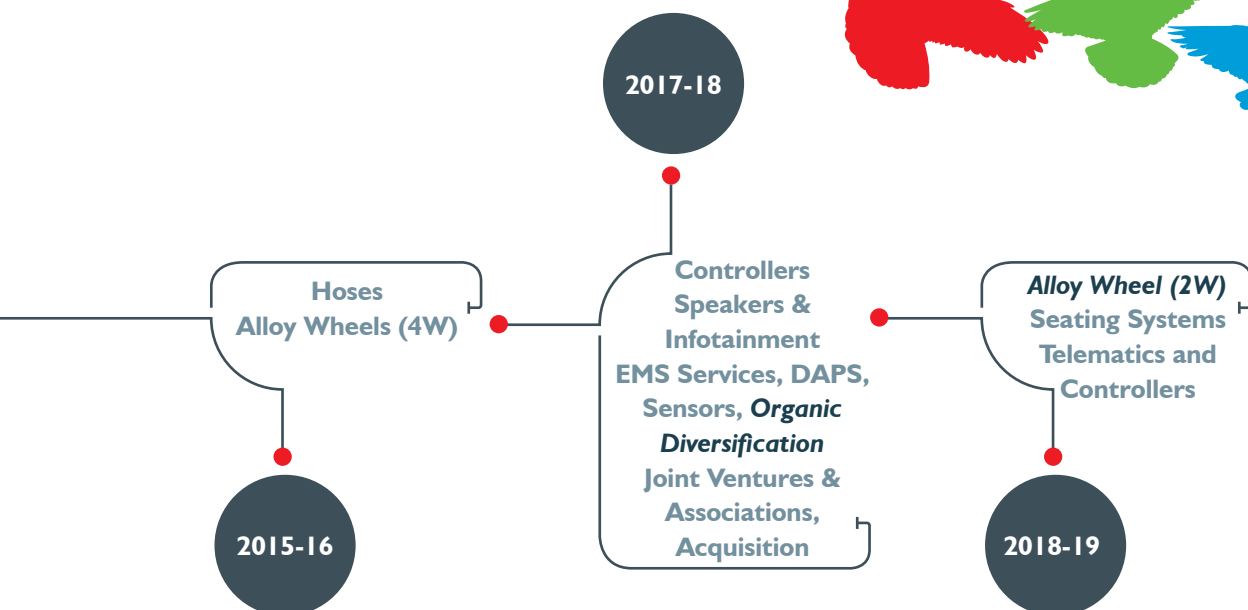 2017-18
Hoses
Alloy Wheels (4W)
2015-16
Controllers
Speakers &
Infotainment
EMS Services, DAPS,
Sensors, Organic
Diversification
Joint Ventures &
Associations,
Acquisition
Alloy Wheel (2W)
Seating Systems
Telematics and
Controllers
2018-19